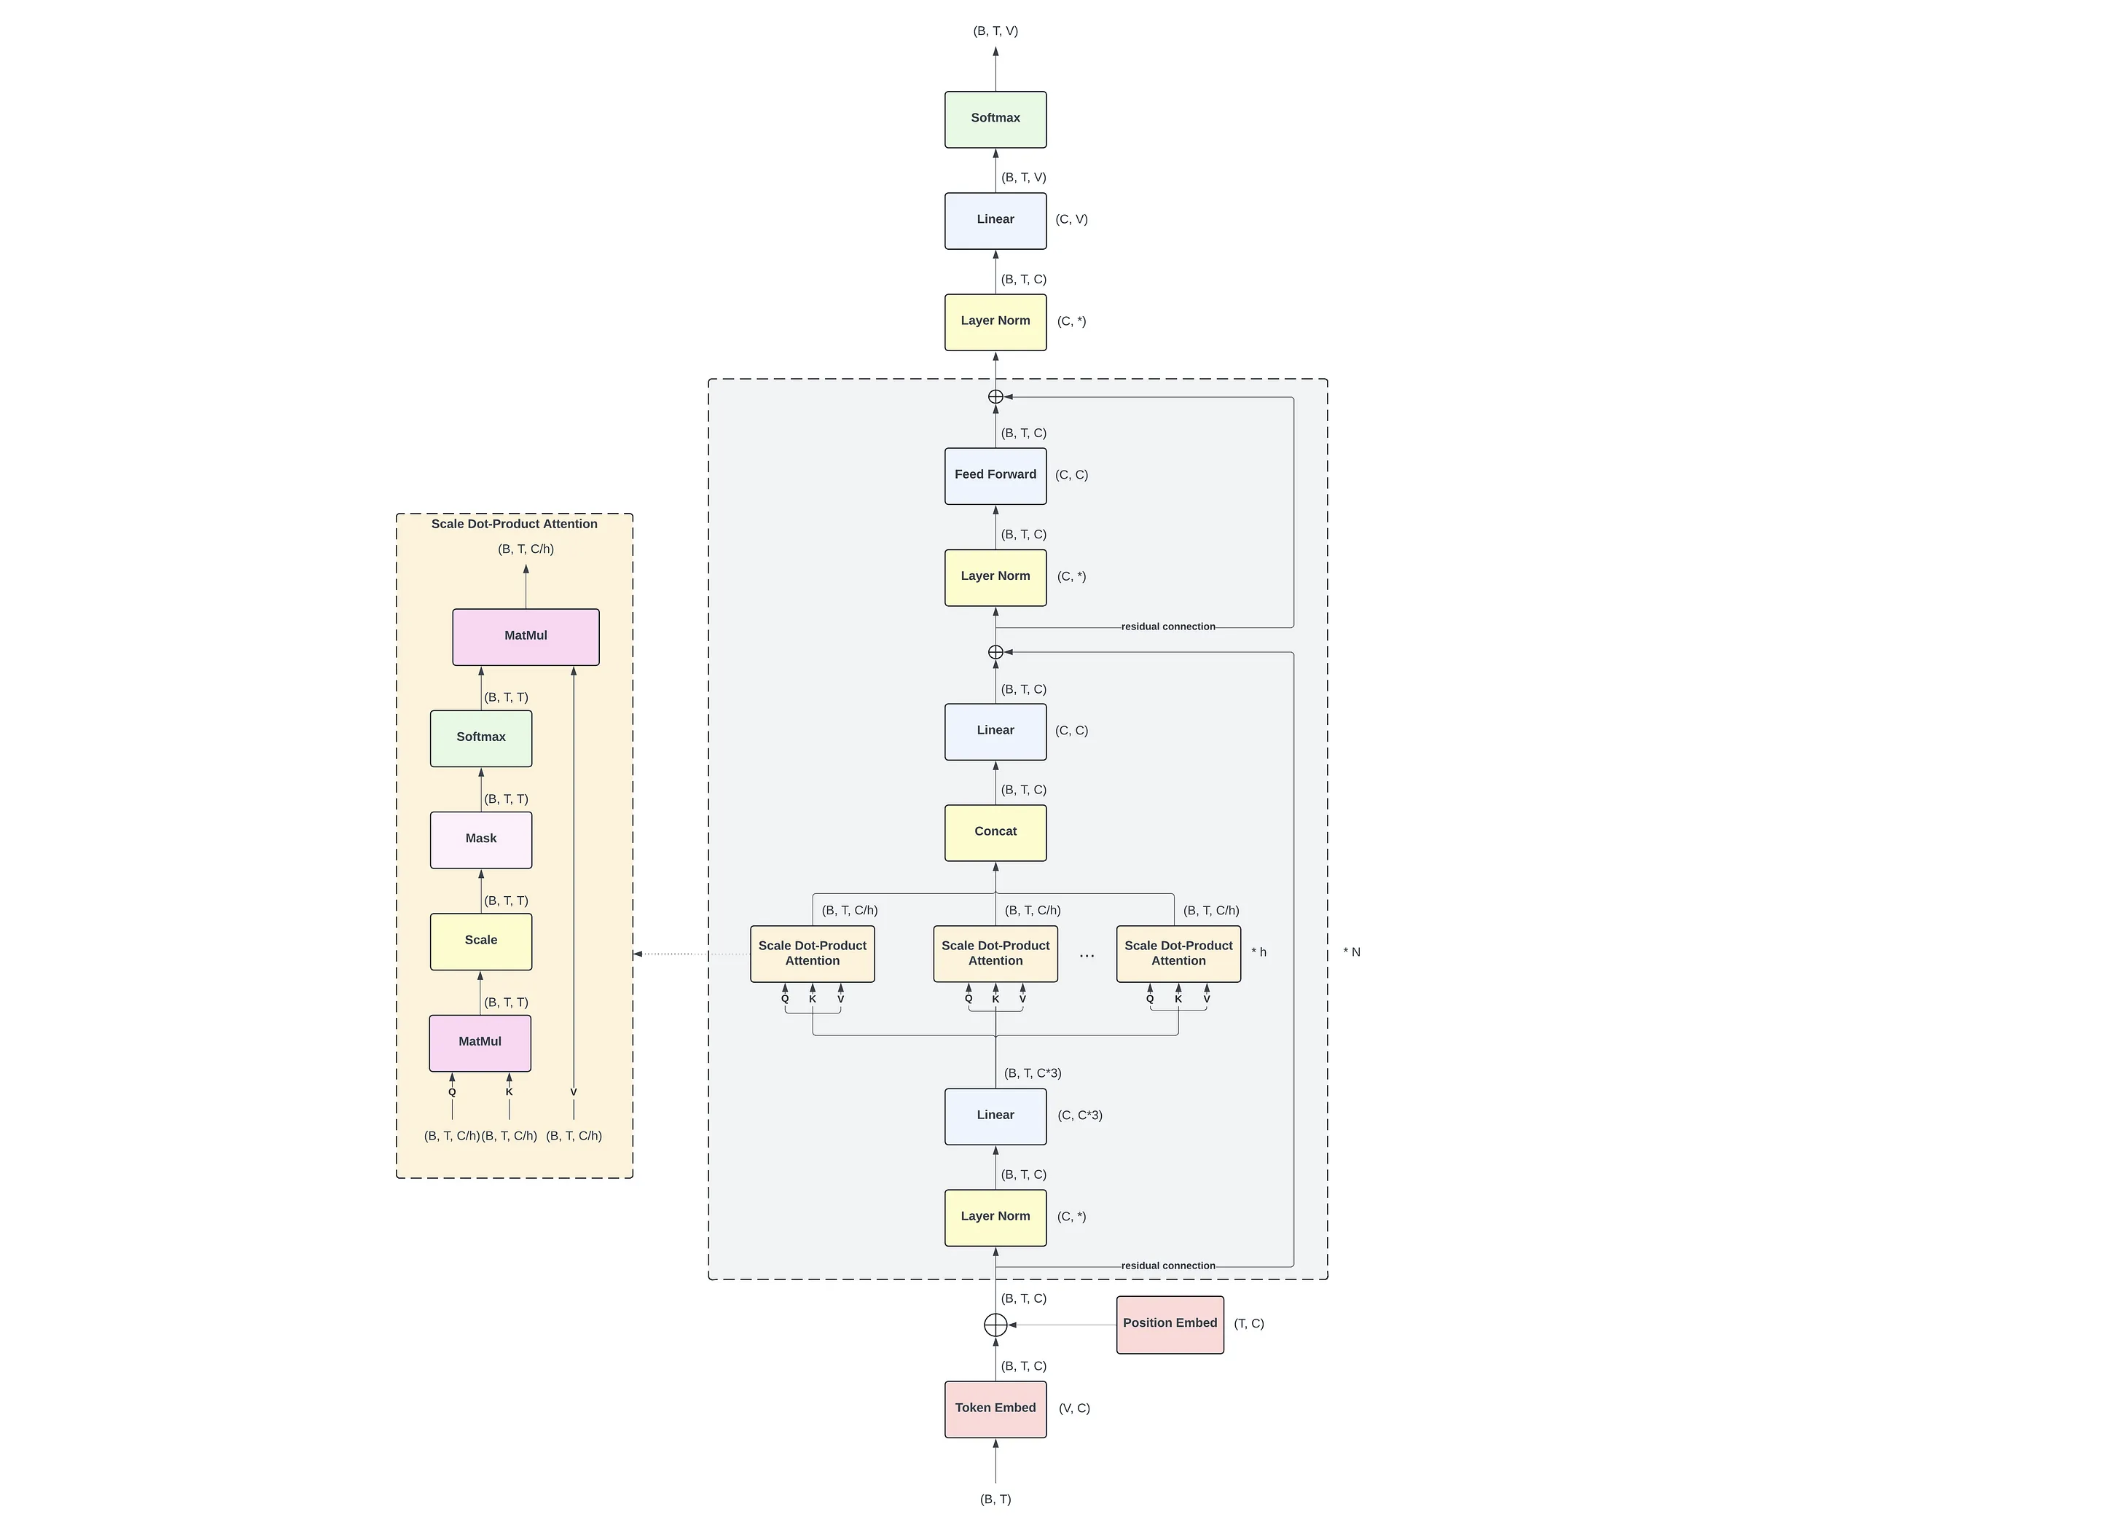 (B, T, V)
Softmax
(B, T, V)
Linear
(C, V)
(B, T, C)
Layer Norm
(C, *)
(B, T, C)
Feed Forward
(C, C)
(B, T, C)
Layer Norm
(C, *)
residual connection
(B, T, C)
Linear
(C, C)
(B, T, C)
Concat
(B, T, C/h)
(B, T, C/h)
(B, T, C/h)
Scale Dot-Product
Attention
Scale Dot-Product
Attention
...
Scale Dot-Product
Attention
* h
* N
Q K V
Q K V
Q K V
(B, T, C*3)
Linear
(C, C*3)
(B, T, C)
Layer Norm
(C, *)
residual connection
(B, T, C)
Position Embed
(T, C)
(B, T, C)
Token Embed
(V, C)
(B, T)
Scale Dot-Product Attention
(B, T, C/h)
MatMul
(B, T, T)
Softmax
(B, T, T)
Mask
(B, T, T)
Scale
(B, T, T)
MatMul
Q K V
(B, T, C/h) (B, T, C/h) (B, T, C/h)